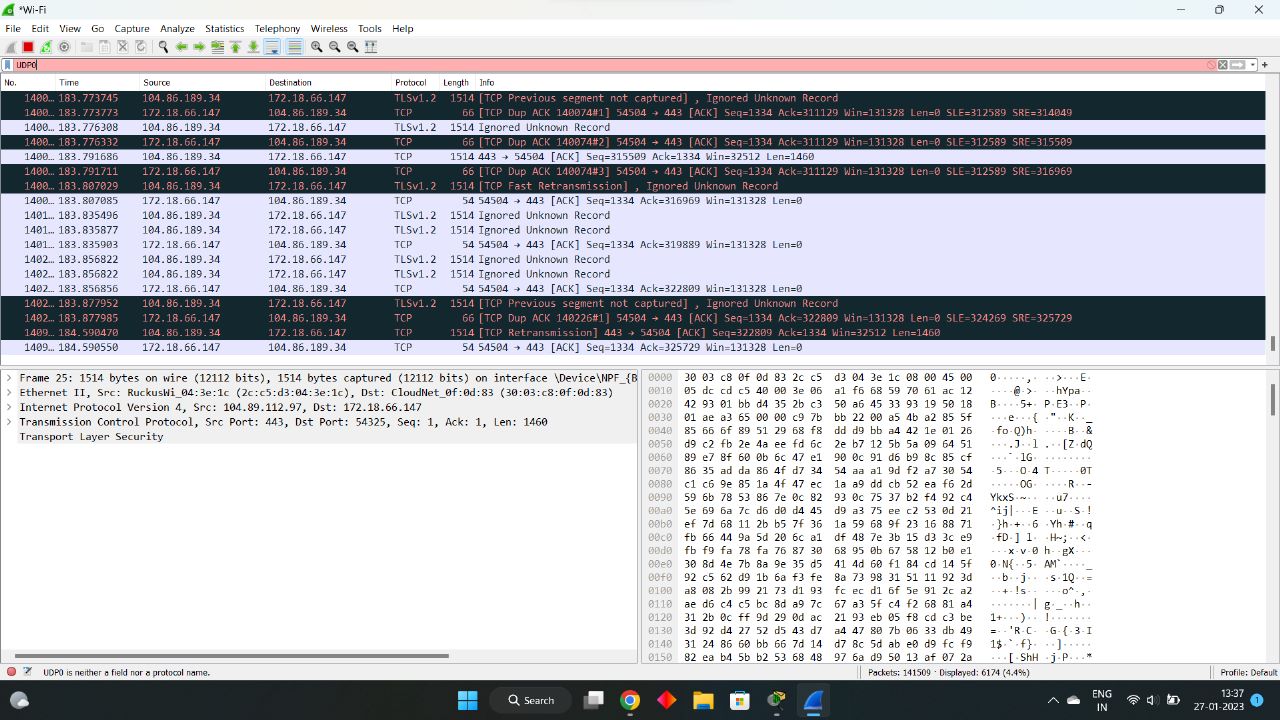 *Wi-Fi
File Edit View Go Capture Analyze Statistics Telephony Wireless Tools Help
UDP0
No. Time Source Destination Protocol Length Info
1400… 183.773745 104.86.189.34 172.18.66.147 TLSv1.2 1514 [TCP Previous segment not captured] , Ignored Unknown Record
1400… 183.773773 172.18.66.147 104.86.189.34 TCP 66 [TCP Dup ACK 140074#1] 54504 → 443 [ACK] Seq=1334 Ack=311129 Win=131328 Len=0 SLE=312589 SRE=314049
1400… 183.776308 104.86.189.34 172.18.66.147 TLSv1.2 1514 Ignored Unknown Record
1400… 183.776332 172.18.66.147 104.86.189.34 TCP 66 [TCP Dup ACK 140074#2] 54504 → 443 [ACK] Seq=1334 Ack=311129 Win=131328 Len=0 SLE=312589 SRE=315509
1400… 183.791686 104.86.189.34 172.18.66.147 TCP 1514 443 → 54504 [ACK] Seq=315509 Ack=1334 Win=32512 Len=1460
1400… 183.791711 172.18.66.147 104.86.189.34 TCP 66 [TCP Dup ACK 140074#3] 54504 → 443 [ACK] Seq=1334 Ack=311129 Win=131328 Len=0 SLE=312589 SRE=316969
1400… 183.807029 104.86.189.34 172.18.66.147 TLSv1.2 1514 [TCP Fast Retransmission] , Ignored Unknown Record
1400… 183.807085 172.18.66.147 104.86.189.34 TCP 54 54504 → 443 [ACK] Seq=1334 Ack=316969 Win=131328 Len=0
1401… 183.835496 104.86.189.34 172.18.66.147 TLSv1.2 1514 Ignored Unknown Record
1401… 183.835877 104.86.189.34 172.18.66.147 TLSv1.2 1514 Ignored Unknown Record
1401… 183.835903 172.18.66.147 104.86.189.34 TCP 54 54504 → 443 [ACK] Seq=1334 Ack=319889 Win=131328 Len=0
1402… 183.856822 104.86.189.34 172.18.66.147 TLSv1.2 1514 Ignored Unknown Record
1402… 183.856822 104.86.189.34 172.18.66.147 TLSv1.2 1514 Ignored Unknown Record
1402… 183.856856 172.18.66.147 104.86.189.34 TCP 54 54504 → 443 [ACK] Seq=1334 Ack=322809 Win=131328 Len=0
1402… 183.877952 104.86.189.34 172.18.66.147 TLSv1.2 1514 [TCP Previous segment not captured] , Ignored Unknown Record
1402… 183.877985 172.18.66.147 104.86.189.34 TCP 66 [TCP Dup ACK 140226#1] 54504 → 443 [ACK] Seq=1334 Ack=322809 Win=131328 Len=0 SLE=324269 SRE=325729
1409… 184.590470 104.86.189.34 172.18.66.147 TCP 1514 [TCP Retransmission] 443 → 54504 [ACK] Seq=322809 Ack=1334 Win=32512 Len=1460
1409… 184.590550 172.18.66.147 104.86.189.34 TCP 54 54504 → 443 [ACK] Seq=1334 Ack=325729 Win=131328 Len=0
Frame 25: 1514 bytes on wire (12112 bits), 1514 bytes captured (12112 bits) on interface \Device\NPF_{B
Ethernet II, Src: RuckusWi_04:3e:1c (2c:c5:d3:04:3e:1c), Dst: CloudNet_0f:0d:83 (30:03:c8:0f:0d:83)
Internet Protocol Version 4, Src: 104.89.112.97, Dst: 172.18.66.147
Transmission Control Protocol, Src Port: 443, Dst Port: 54325, Seq: 1, Ack: 1, Len: 1460
Transport Layer Security
0000 30 03 c8 0f 0d 83 2c c5 d3 04 3e 1c 08 00 45 00
0010 05 dc cd c5 40 00 3e 06 a1 f6 68 59 70 61 ac 12
0020 42 93 01 bb d4 35 2b c3 50 a6 45 33 93 19 50 18
0030 01 ae a3 65 00 00 c9 7b bb 22 00 a5 4b a2 85 5f
0040 85 66 6f 89 51 29 68 f8 dd d9 bb a4 42 1e 01 26
0050 d9 c2 fb 2e 4a ee fd 6c 2e b7 12 5b 5a 09 64 51
0060 89 e7 8f 60 0b 6c 47 e1 90 0c 91 d6 b9 8c 85 cf
0070 86 35 ad da 86 4f d7 34 54 aa a1 9d f2 a7 30 54
0080 c1 c6 9e 85 1a 4f 47 ec 1a a9 dd cb 52 ea f6 2d
0090 59 6b 78 53 86 7e 0c 82 93 0c 75 37 b2 f4 92 c4
00a0 5e 69 6a 7c d6 d0 d4 45 d9 a3 75 ee c2 53 0d 21
00b0 ef 7d 68 11 2b b5 7f 36 1a 59 68 9f 23 16 88 71
00c0 fb 66 44 9a 5d 20 6c a1 df 48 7e 3b 15 d3 3c e9
00d0 fb f9 fa 78 fa 76 87 30 68 95 0b 67 58 12 b0 e1
00e0 30 8d 4e 7b 8a 9e 35 d5 41 4d 60 f1 84 cd 14 5f
00f0 92 c5 62 d9 1b 6a f3 fe 8a 73 98 31 51 11 92 3d
0100 a8 08 2b 99 21 73 d1 93 fc ec d1 6f 5e 91 2c a2
0110 ae d6 c4 c5 bc 8d a9 7c 67 a3 5f c4 f2 68 81 a4
0120 31 2b 0c ff 9d 29 0d ac 21 93 eb 05 f8 cd c3 be
0130 3d 92 d4 27 52 d5 43 d7 a4 47 80 7b 06 33 db 49
0140 31 24 86 60 bb 66 7d 14 d7 8c 5d ab e0 d9 fc f9
0150 82 ea b4 5b b2 53 68 48 97 6a d9 50 13 af 07 2a
UDP0 is neither a field nor a protocol name.
Packets: 141509 · Displayed: 6174 (4.4%)
Profile: Default
Search
ENG
IN
13:37
27-01-2023
1